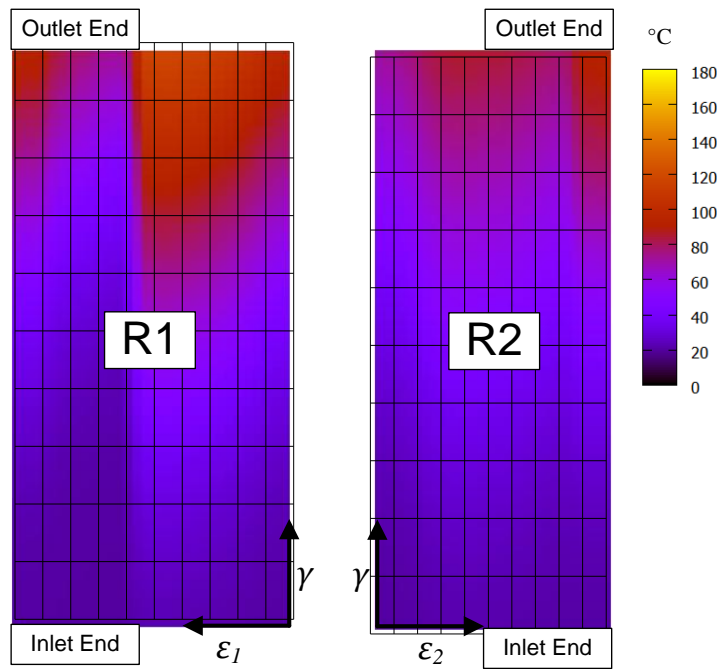 Outlet End
Outlet End
°C
180
160
140
120
100
80
60
40
20
0
R1
R2
γ
γ
ε1
ε2
Inlet End
Inlet End